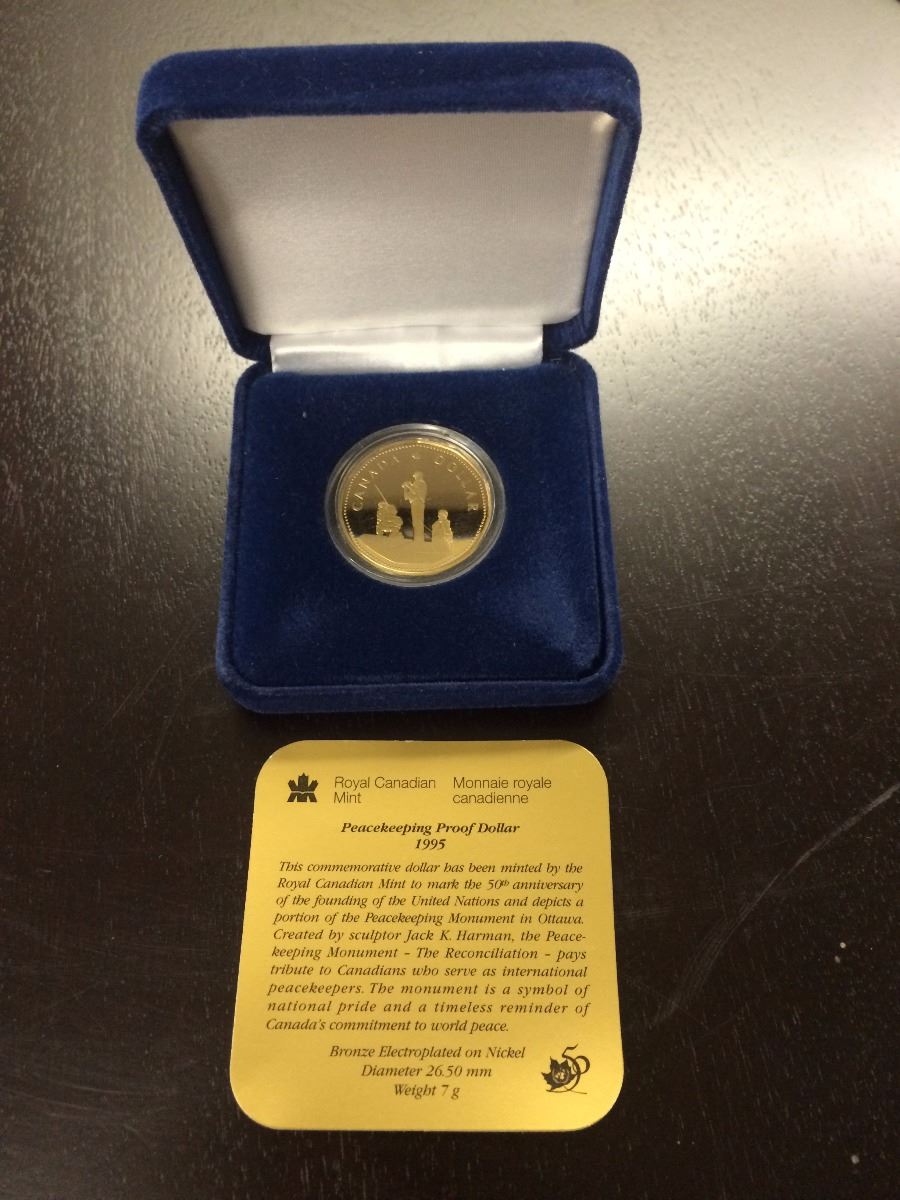 CANADA DOLLAR
Royal Canadian Mint
Monnaie royale canadienne
Peacekeeping Proof Dollar
1995
This commemorative dollar has been minted by the
Royal Canadian Mint to mark the 50th anniversary
of the founding of the United Nations and depicts a
portion of the Peacekeeping Monument in Ottawa.
Created by sculptor Jack K. Harman, the Peace-
keeping Monument – The Reconciliation – pays
tribute to Canadians who serve as international
peacekeepers. The monument is a symbol of
national pride and a timeless reminder of
Canada's commitment to world peace.
Bronze Electroplated on Nickel
Diameter 26.50 mm
Weight 7 g
50